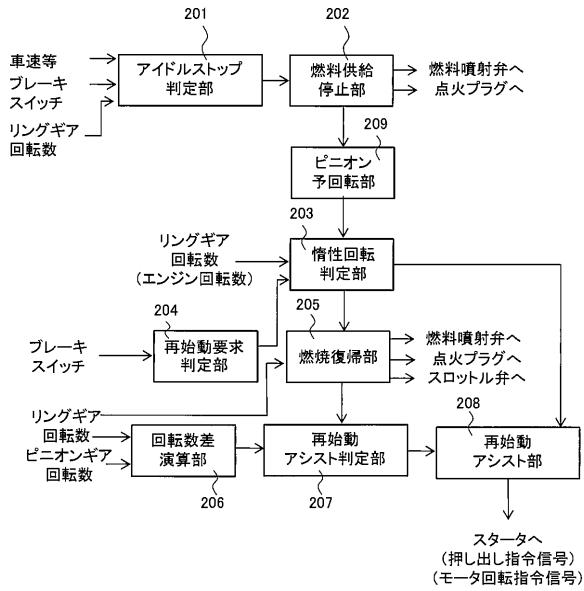 201
202
車速等
ブレーキ
スイッチ
リングギア
回転数
アイドルストップ
判定部
燃料供給
停止部
燃料噴射弁へ
点火プラグへ
209
ピニオン
予回転部
203
リングギア
回転数
(エンジン回転数)
惰性回転
判定部
204
205
ブレーキ
スイッチ
再始動要求
判定部
燃焼復帰部
燃料噴射弁へ
点火プラグへ
スロットル弁へ
208
リングギア
回転数
ピニオンギア
回転数
回転数差
演算部
再始動
アシスト判定部
再始動
アシスト部
206
207
スタータへ
(押し出し指令信号)
(モータ回転指令信号)